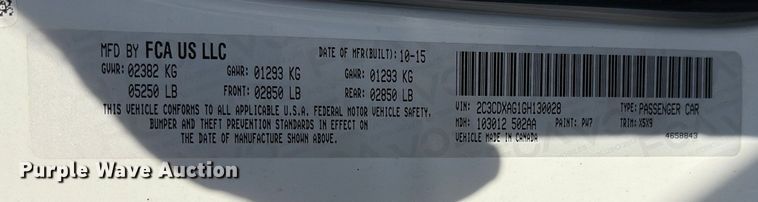 MFD BY FCA US LLC DATE OF MFR(BUILT): 10-15
GVWR: 02382 KG GAWR: 01293 KG GAWR: 01293 KG
05250 LB FRONT: 02850 LB REAR: 02850 LB
THIS VEHICLE CONFORMS TO ALL APPLICABLE U.S.A. FEDERAL MOTOR VEHICLE SAFETY,
BUMPER AND THEFT PREVENTION STANDARDS IN EFFECT ON
THE DATE OF MANUFACTURE SHOWN ABOVE.
VIN: 2C3CDXAG1GH130028 TYPE: PASSENGER CAR
MDH: 103012 502AA PAINT: PW7 TRIM: X5X9
VEHICLE MADE IN CANADA 4658843
Purple Wave Auction